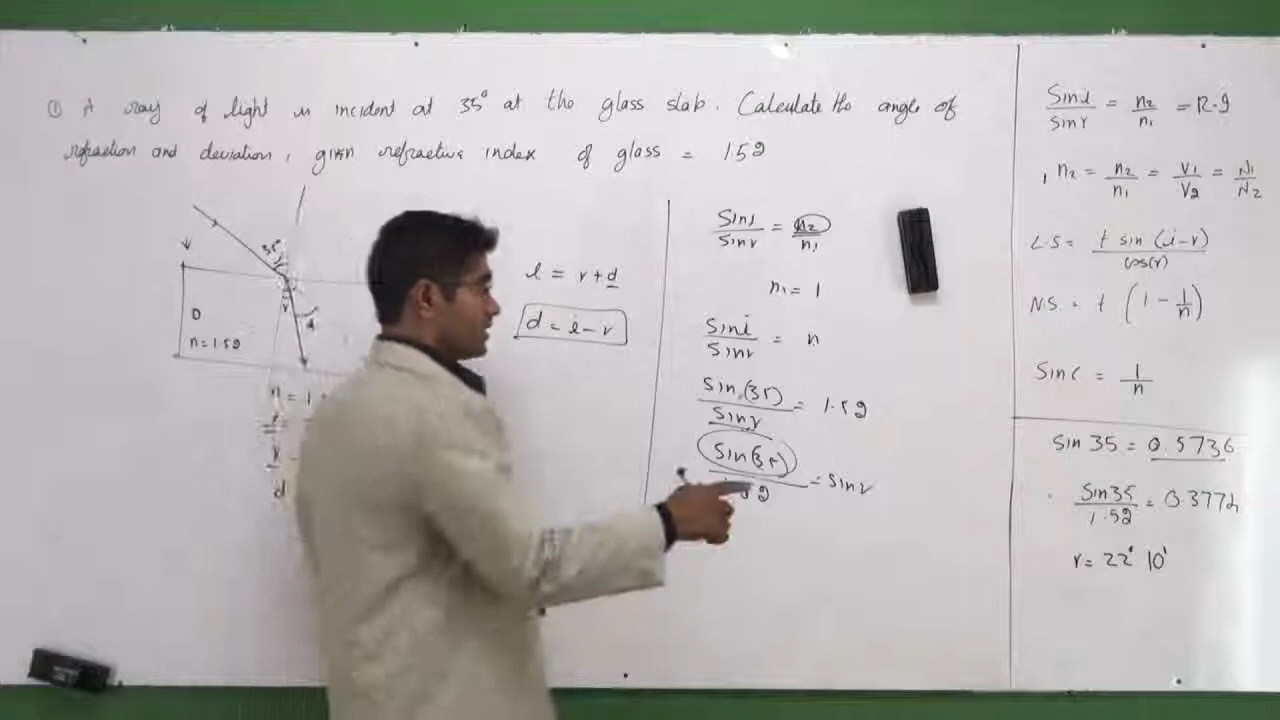 ① A ray of light is incident at 35° at the glass slab. Calculate the angle of
refraction and deviation, given refractive index of glass = 1.52
35°
r
d
D
n = 1.52
n = 1
r
d
i = r + d
d = i - r
Sin i / Sin r = n2 / n1
n1 = 1
Sin i / Sin r = n
Sin (35) / Sin r = 1.52
Sin (35) / 1.52 = Sin r
Sin i / Sin r = n2 / n1 = R.I
1n2 = n2 / n1 = V1 / V2 = λ1 / λ2
L.S = t sin (i-r) / cos(r)
N.S. = t (1 - 1/n)
Sin C = 1 / n
Sin 35 = 0.5736
Sin 35 / 1.52 = 0.3774
r = 22° 10'